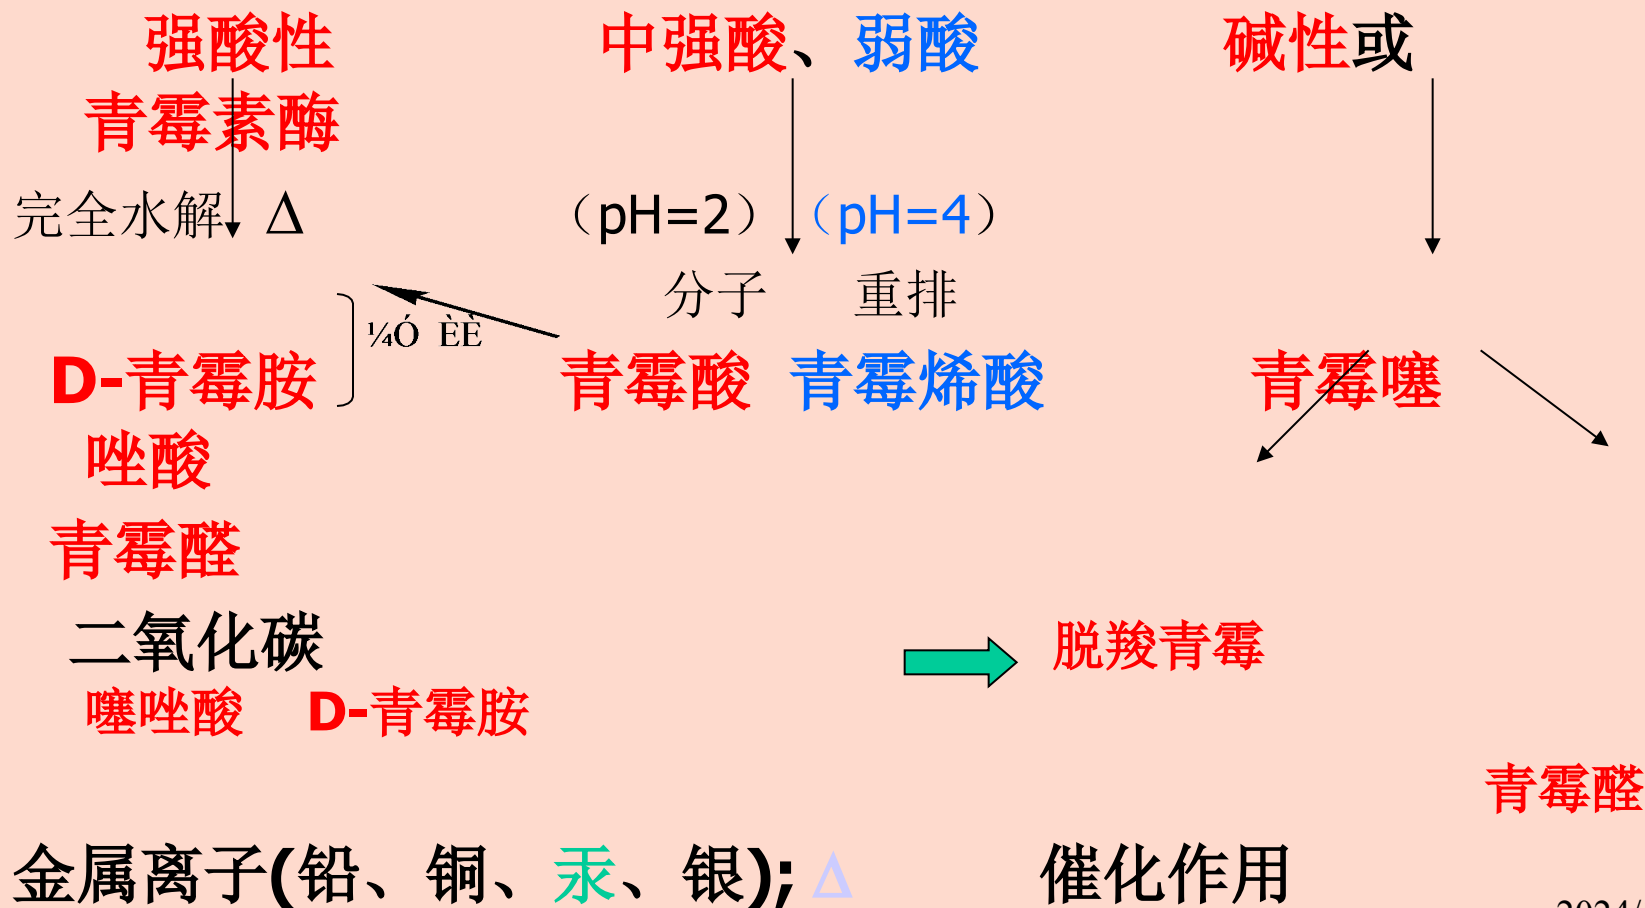 强酸性 中强酸、弱酸 碱性或
青霉素酶
完全水解 Δ （pH=2）（pH=4）
分子 重排
¼Ó ÈÈ
D-青霉胺 青霉酸 青霉烯酸 青霉噻
唑酸
青霉醛
二氧化碳 脱羧青霉
噻唑酸 D-青霉胺
青霉醛
金属离子(铅、铜、汞、银); Δ 催化作用
2024/